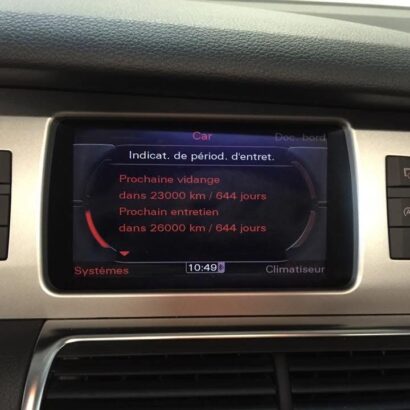 Car
Doc. bord
Indicat. de périod. d'entret.
Prochaine vidange
dans 23000 km / 644 jours
Prochain entretien
dans 26000 km / 644 jours
Systèmes 10:49 Climatiseur